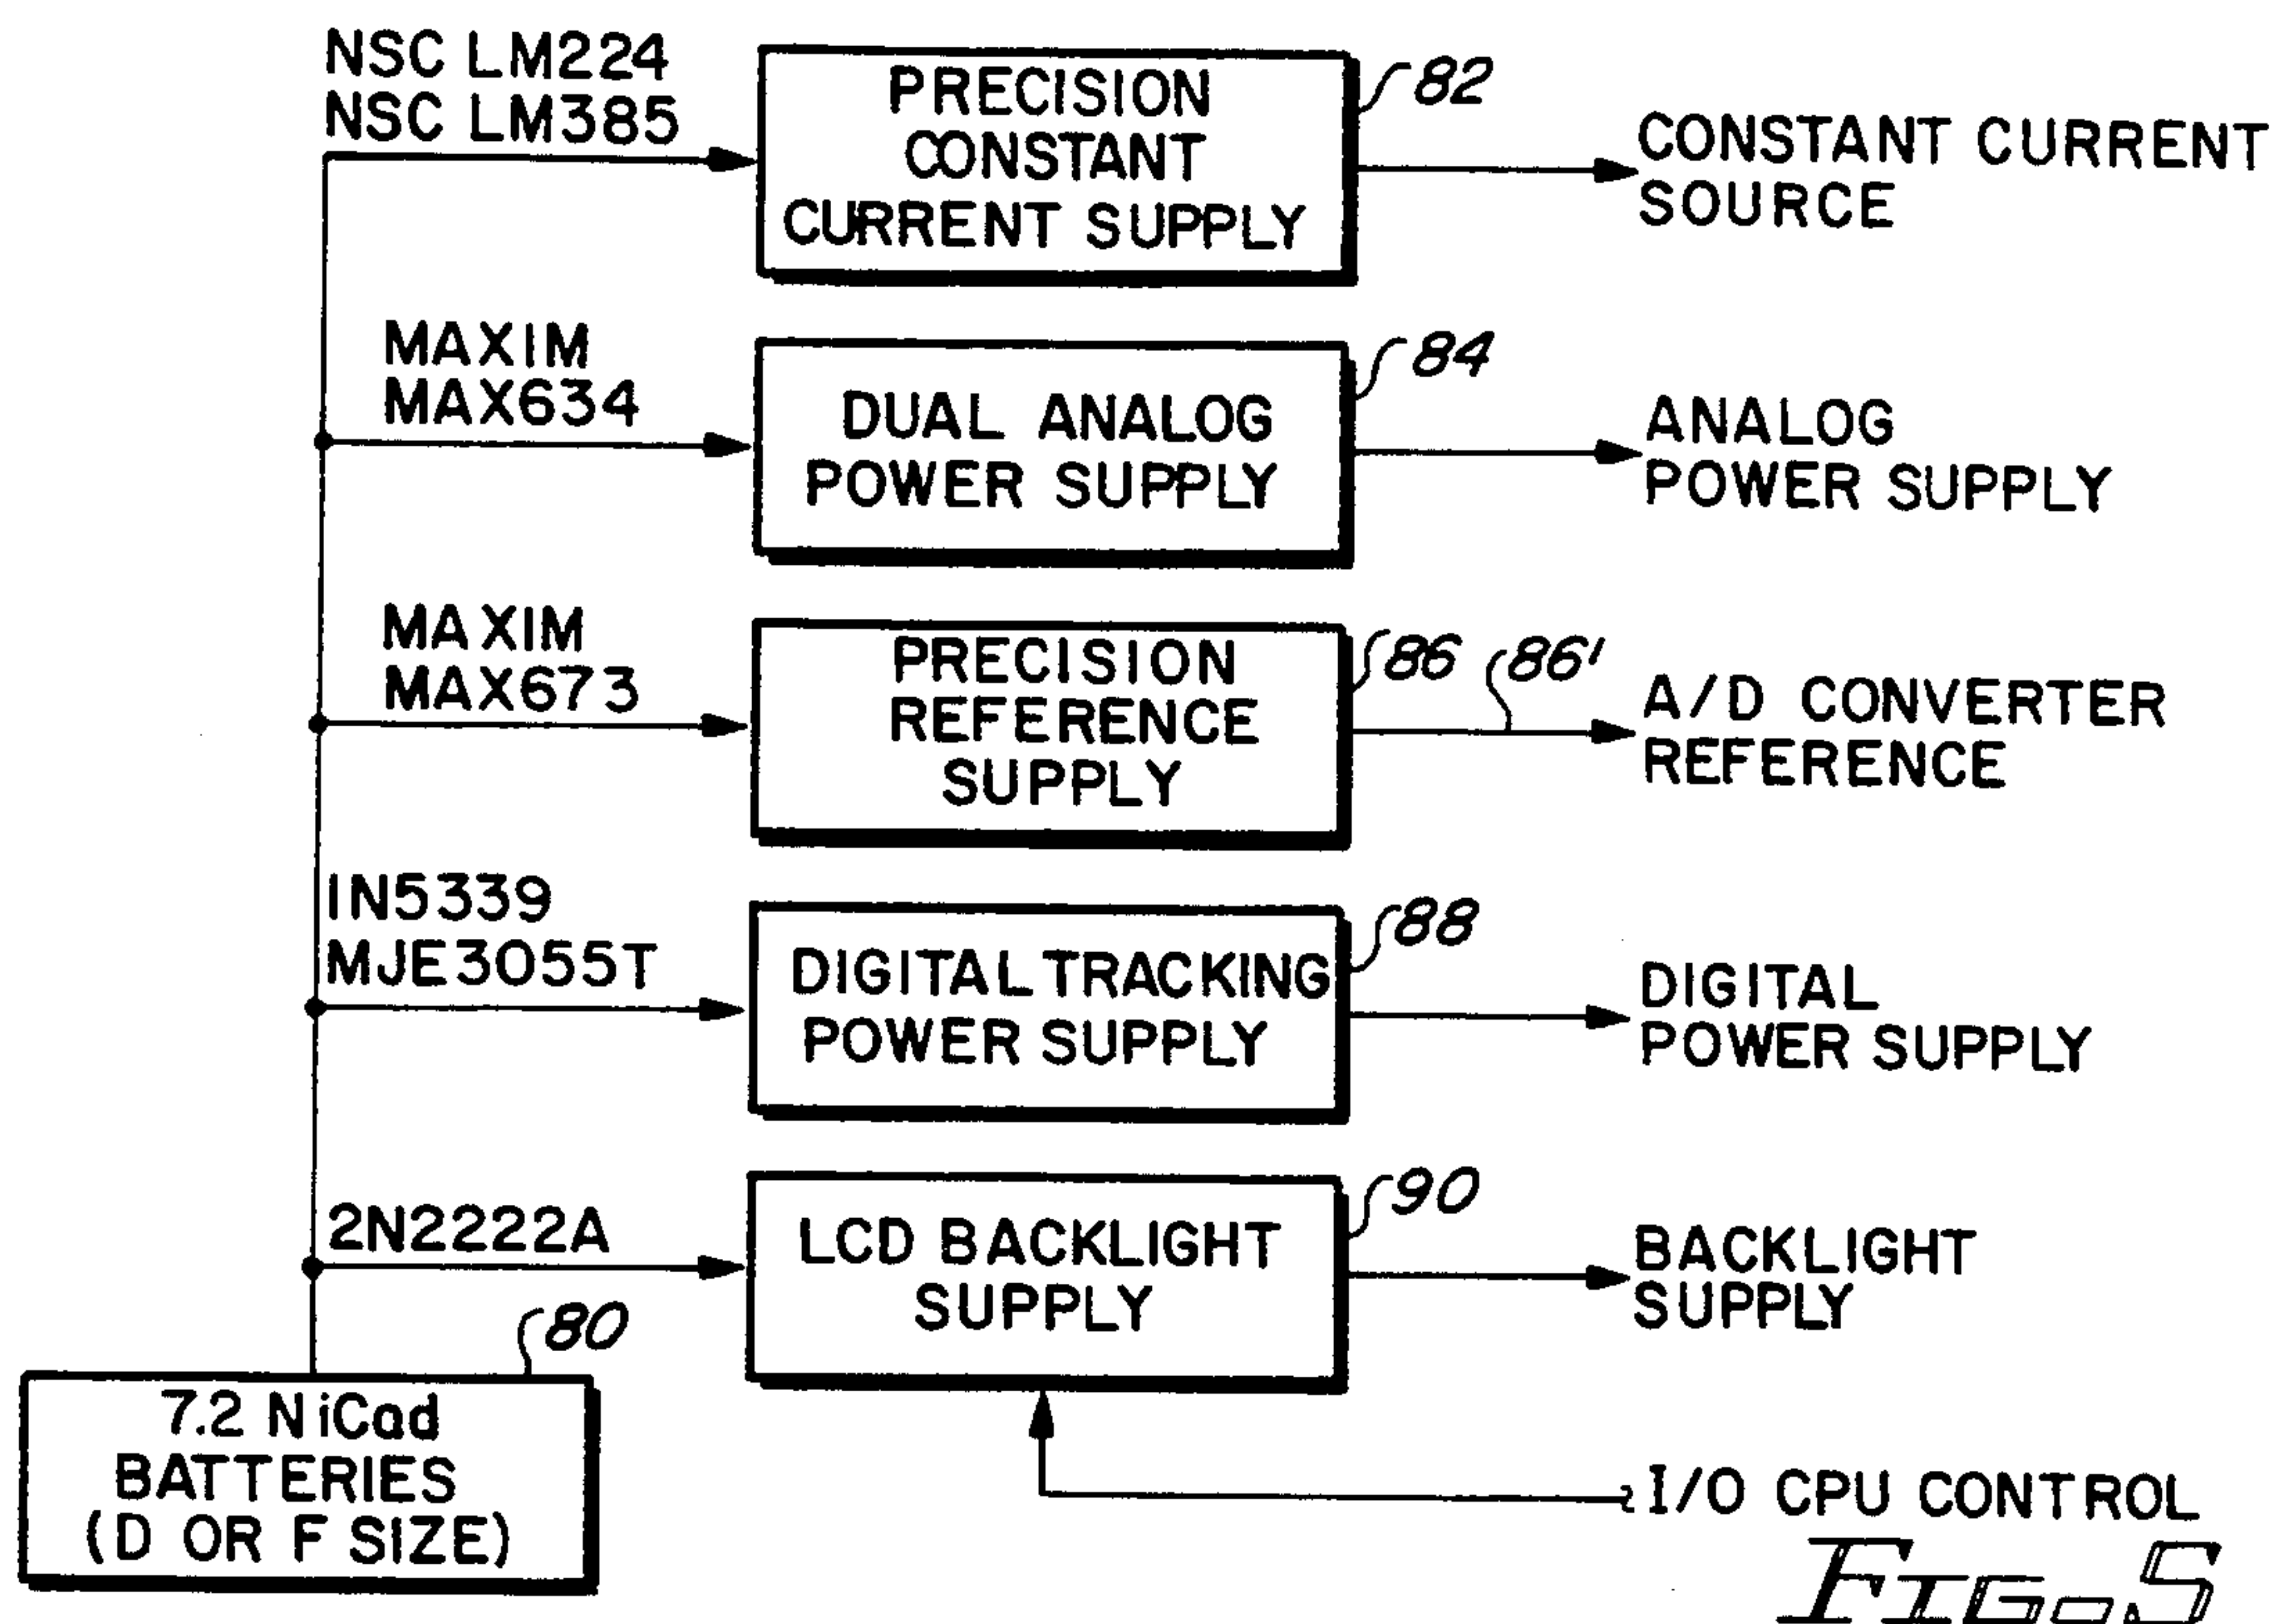 NSC LM224
NSC LM385
PRECISION
CONSTANT
CURRENT SUPPLY
82
CONSTANT CURRENT
SOURCE
MAXIM
MAX634
DUAL ANALOG
POWER SUPPLY
84
ANALOG
POWER SUPPLY
MAXIM
MAX673
PRECISION
REFERENCE
SUPPLY
86
86'
A/D CONVERTER
REFERENCE
IN5339
MJE3055T
DIGITAL TRACKING
POWER SUPPLY
88
DIGITAL
POWER SUPPLY
2N2222A
LCD BACKLIGHT
SUPPLY
90
BACKLIGHT
SUPPLY
80
7.2 NiCad
BATTERIES
(D OR F SIZE)
I/O CPU CONTROL
FIG. 5